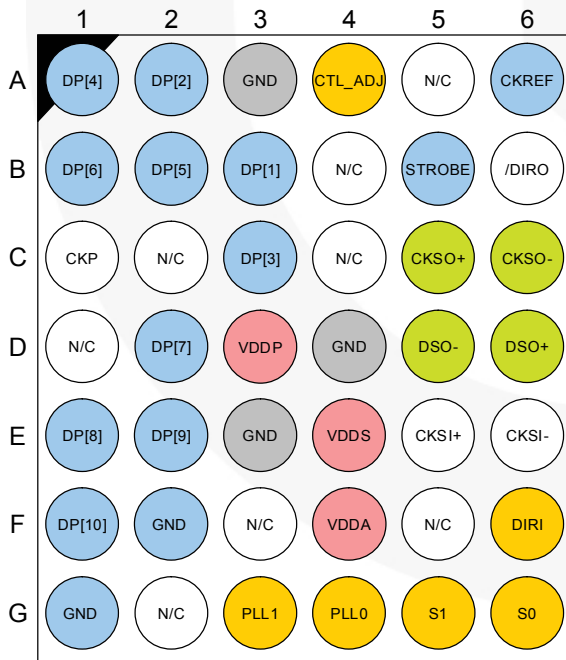 1 2 3 4 5 6
A DP[4] DP[2] GND CTL_ADJ N/C CKREF
B DP[6] DP[5] DP[1] N/C STROBE /DIRO
C CKP N/C DP[3] N/C CKSO+ CKSO-
D N/C DP[7] VDDP GND DSO- DSO+
E DP[8] DP[9] GND VDDS CKSI+ CKSI-
F DP[10] GND N/C VDDA N/C DIRI
G GND N/C PLL1 PLL0 S1 S0